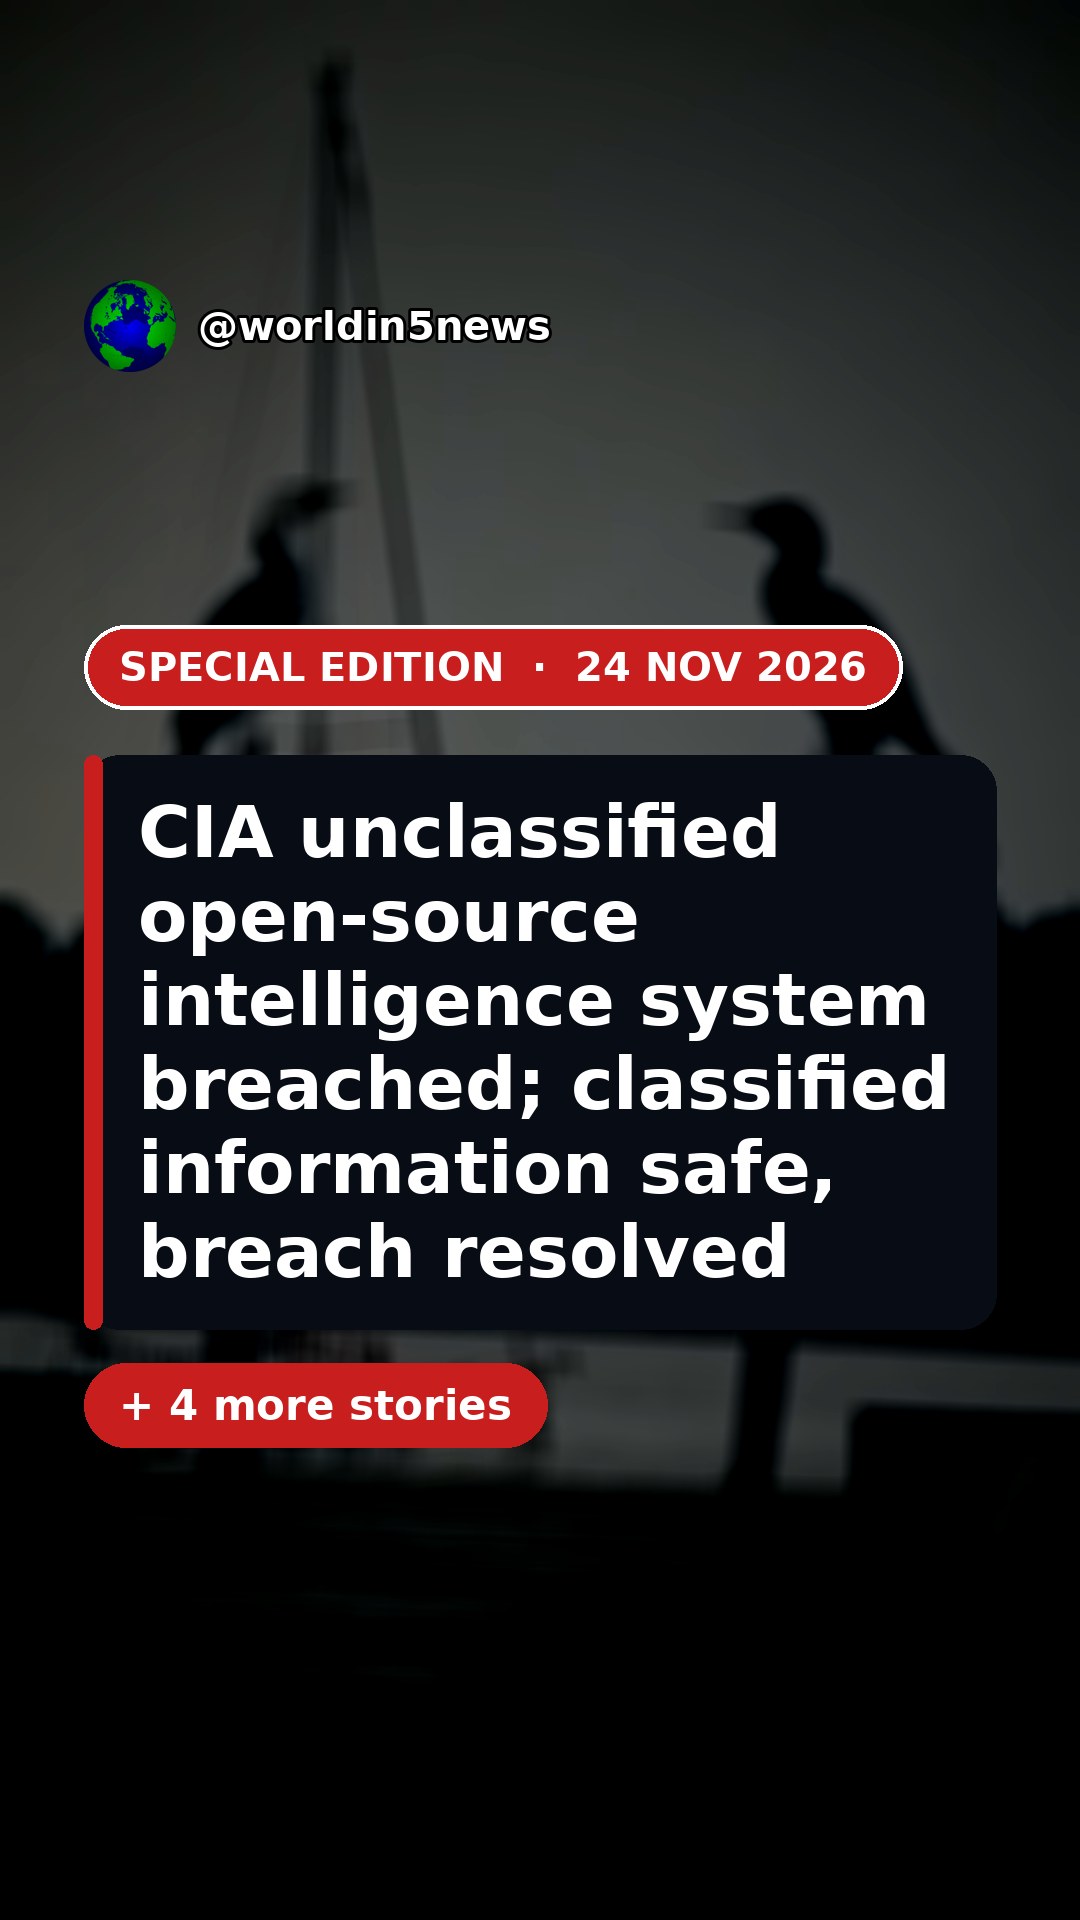 @worldin5news
SPECIAL EDITION · 24 NOV 2026
CIA unclassified
open-source
intelligence system
breached; classified
information safe,
breach resolved
+ 4 more stories